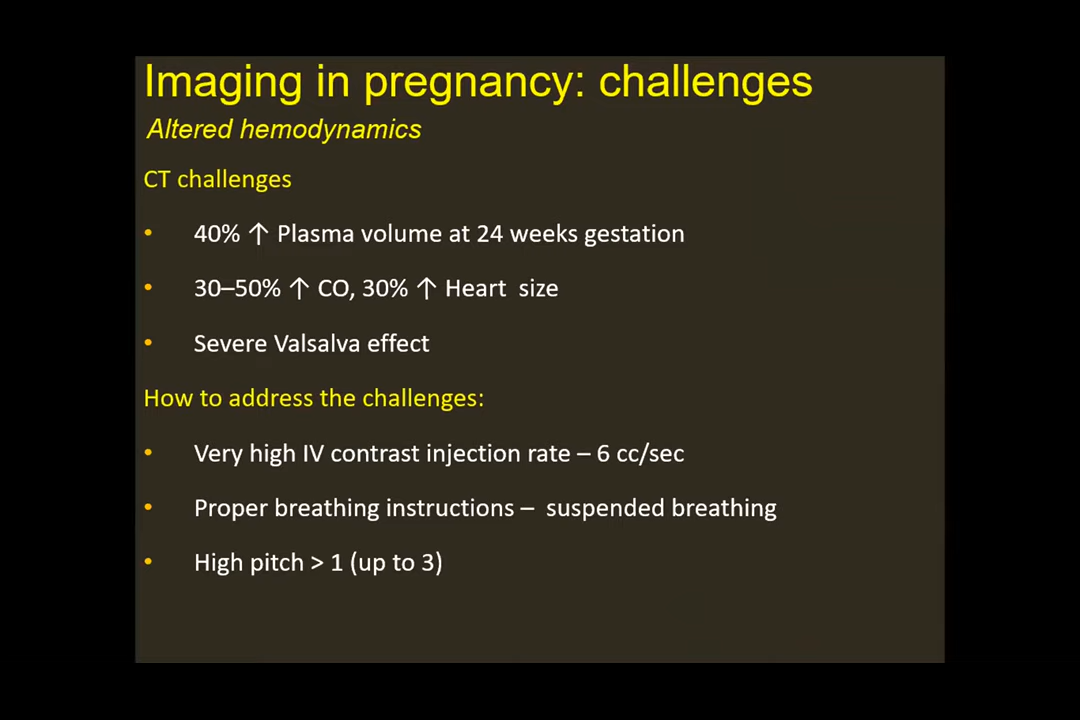 Imaging in pregnancy: challenges
Altered hemodynamics
CT challenges
• 40% ↑ Plasma volume at 24 weeks gestation
• 30–50% ↑ CO, 30% ↑ Heart size
• Severe Valsalva effect
How to address the challenges:
• Very high IV contrast injection rate – 6 cc/sec
• Proper breathing instructions – suspended breathing
• High pitch > 1 (up to 3)